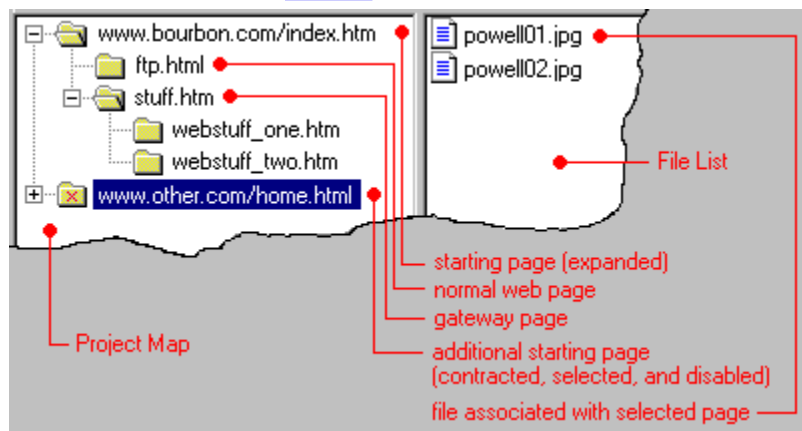 www.bourbon.com/index.htm
ftp.html
stuff.htm
webstuff_one.htm
webstuff_two.htm
www.other.com/home.html
powell01.jpg
powell02.jpg
File List
starting page (expanded)
normal web page
gateway page
Project Map
additional starting page
(contracted, selected, and disabled)
file associated with selected page